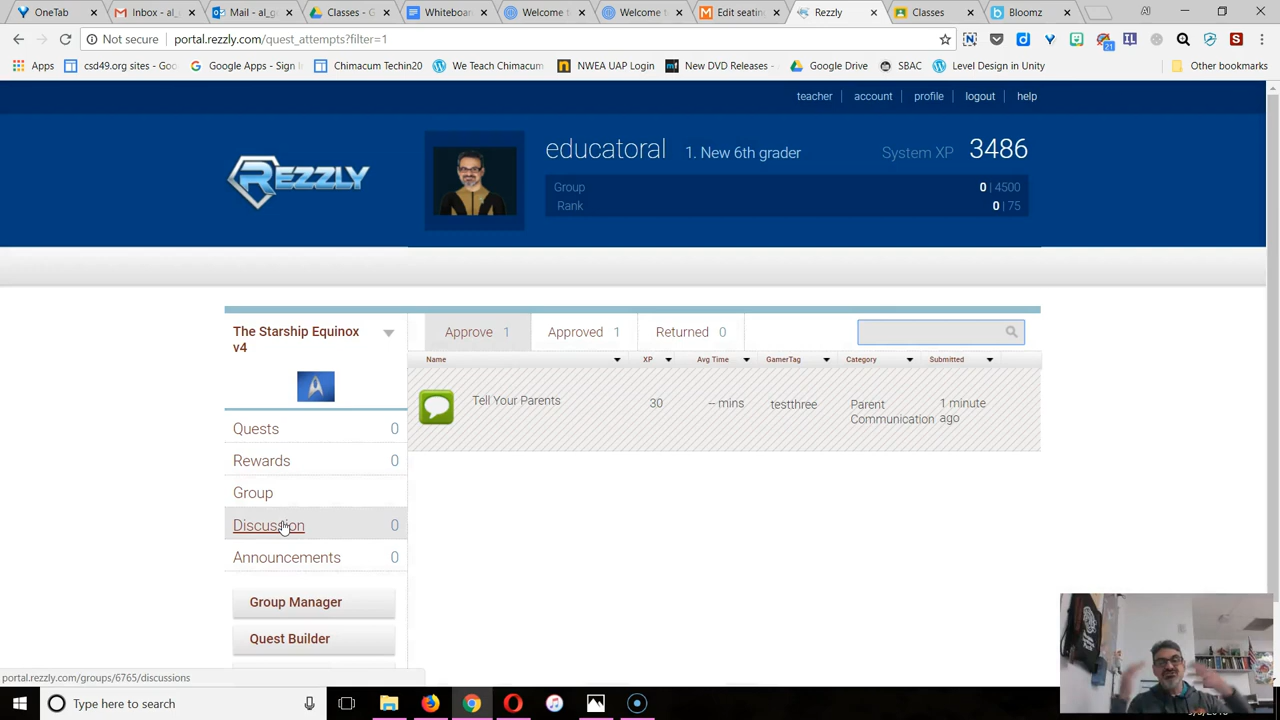 OneTab
Inbox - al_g
Mail - al_gon
Classes - G
Whiteboar
Welcome to
Welcome to
Edit seating
Rezzly
Classes
Bloomz
Al
Not secure portal.rezzly.com/quest_attempts?filter=1
21
Apps
csd49.org sites - Goo
Google Apps - Sign I
Chimacum Techin20
We Teach Chimacum
NWEA UAP Login
New DVD Releases -
Google Drive
SBAC
Level Design in Unity
Other bookmarks
teacher account profile logout help
REZZLY
educatoral 1. New 6th grader System XP 3486
Group 0 | 4500
Rank 0 | 75
The Starship Equinox
v4
Quests 0
Rewards 0
Group
Discussion 0
Announcements 0
Group Manager
Quest Builder
Approve 1 Approved 1 Returned 0
Name XP Avg Time GamerTag Category Submitted
Tell Your Parents 30 -- mins testthree Parent
Communication 1 minute
ago
portal.rezzly.com/groups/6765/discussions
Type here to search